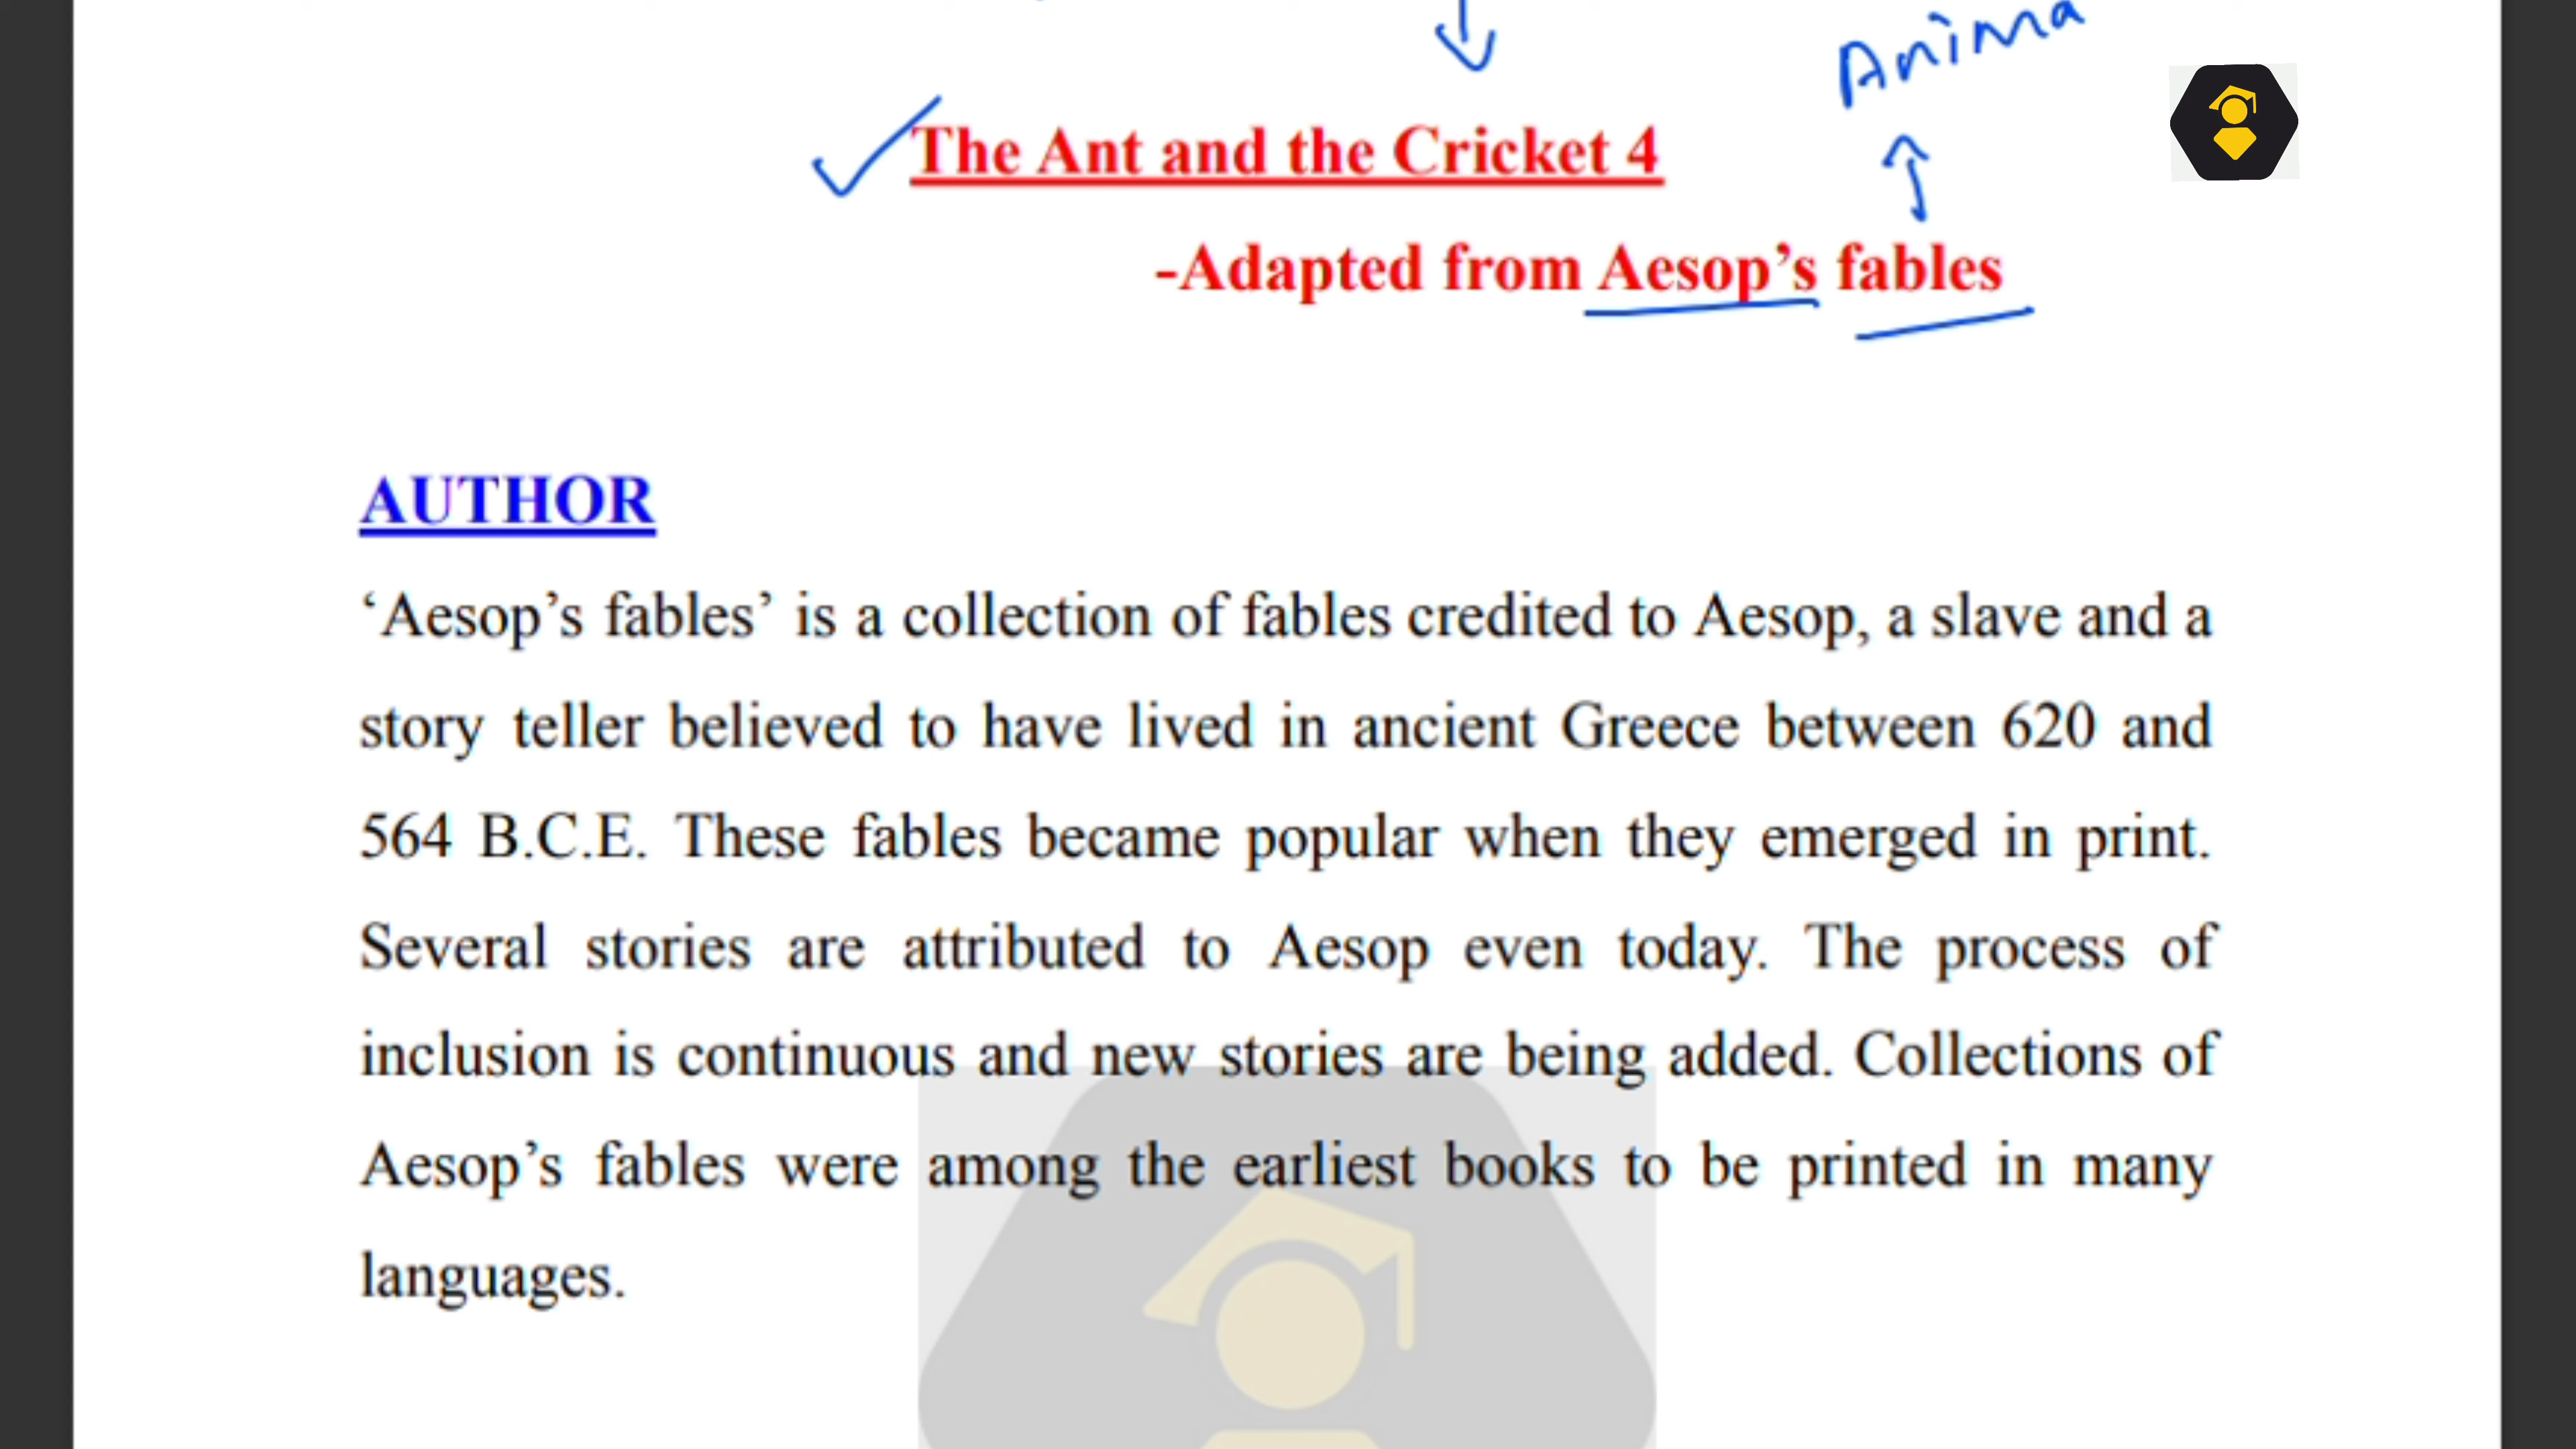 Anima
The Ant and the Cricket 4
-Adapted from Aesop’s fables
AUTHOR
‘Aesop’s fables’ is a collection of fables credited to Aesop, a slave and a
story teller believed to have lived in ancient Greece between 620 and
564 B.C.E. These fables became popular when they emerged in print.
Several stories are attributed to Aesop even today. The process of
inclusion is continuous and new stories are being added. Collections of
Aesop’s fables were among the earliest books to be printed in many
languages.